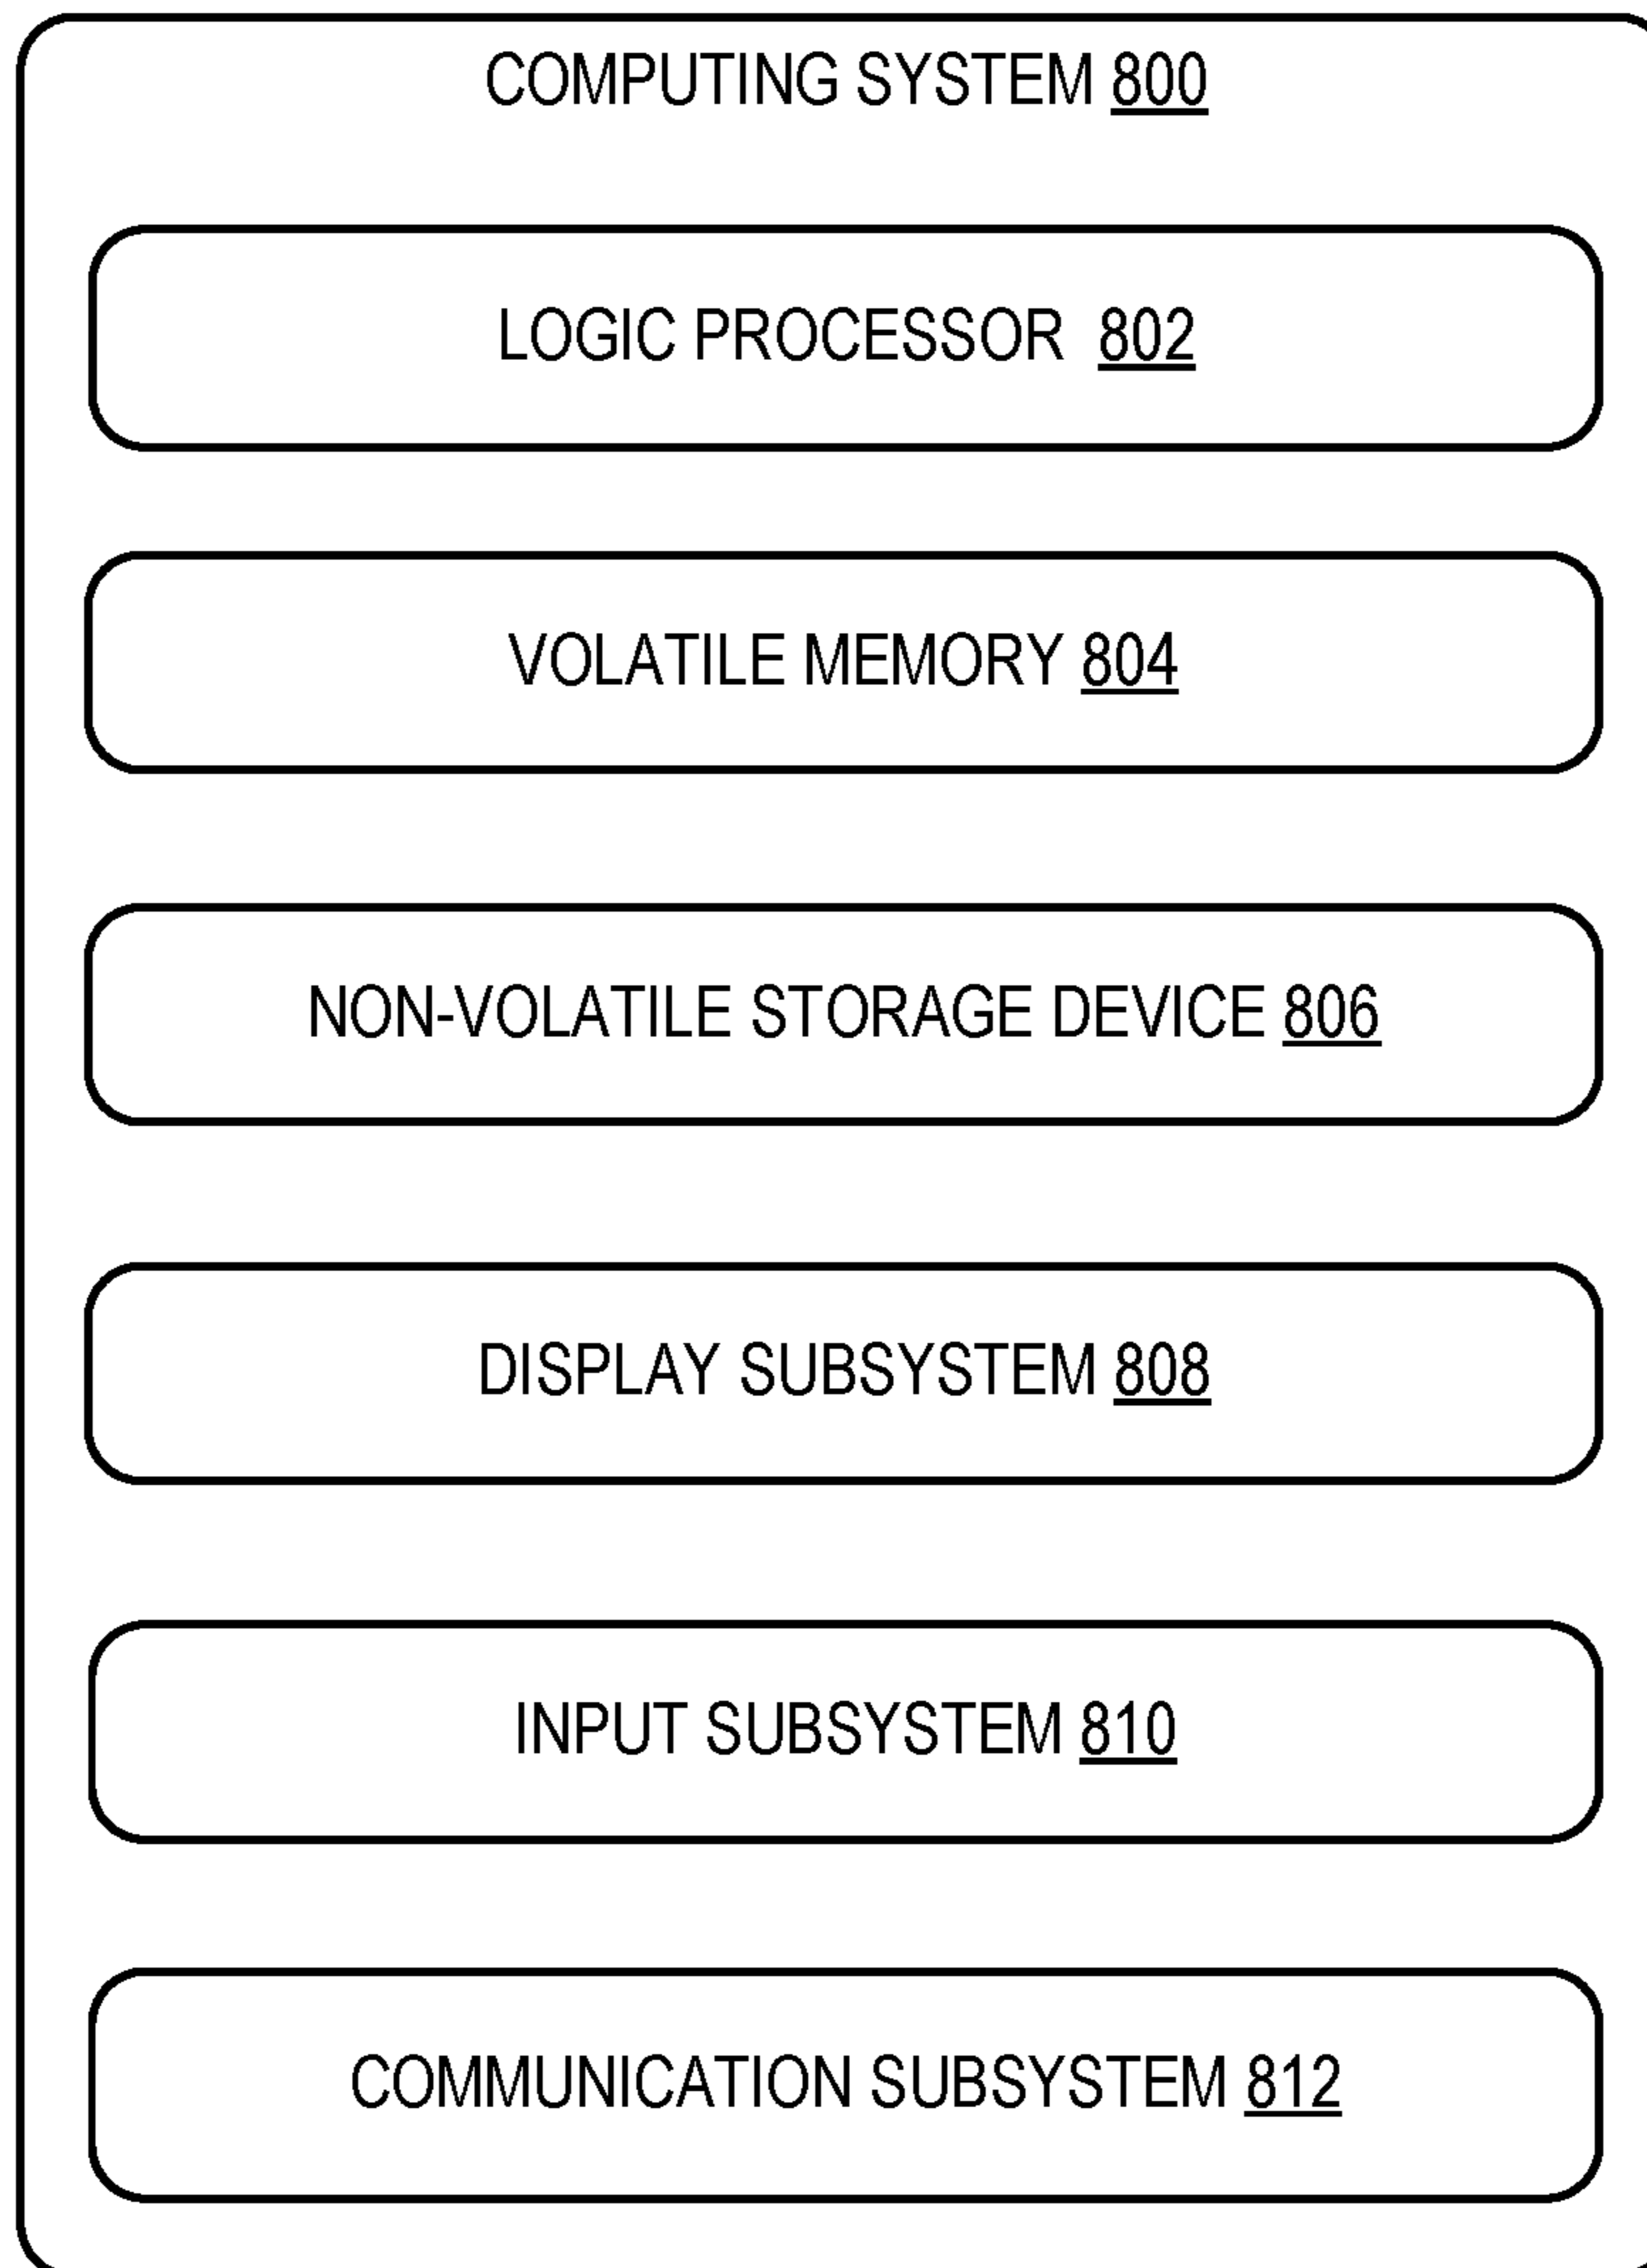 COMPUTING SYSTEM 800
LOGIC PROCESSOR 802
VOLATILE MEMORY 804
NON-VOLATILE STORAGE DEVICE 806
DISPLAY SUBSYSTEM 808
INPUT SUBSYSTEM 810
COMMUNICATION SUBSYSTEM 812